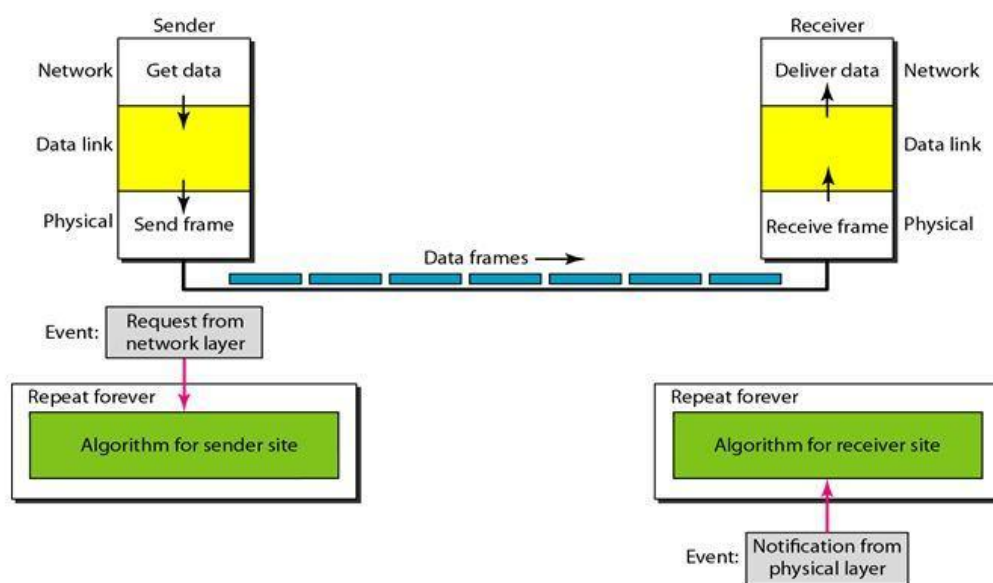 Sender
Receiver
Network
Get data
Deliver data
Network
Data link
Data link
Physical
Send frame
Receive frame
Physical
Data frames
Event:
Request from
network layer
Repeat forever
Algorithm for sender site
Repeat forever
Algorithm for receiver site
Event:
Notification from
physical layer